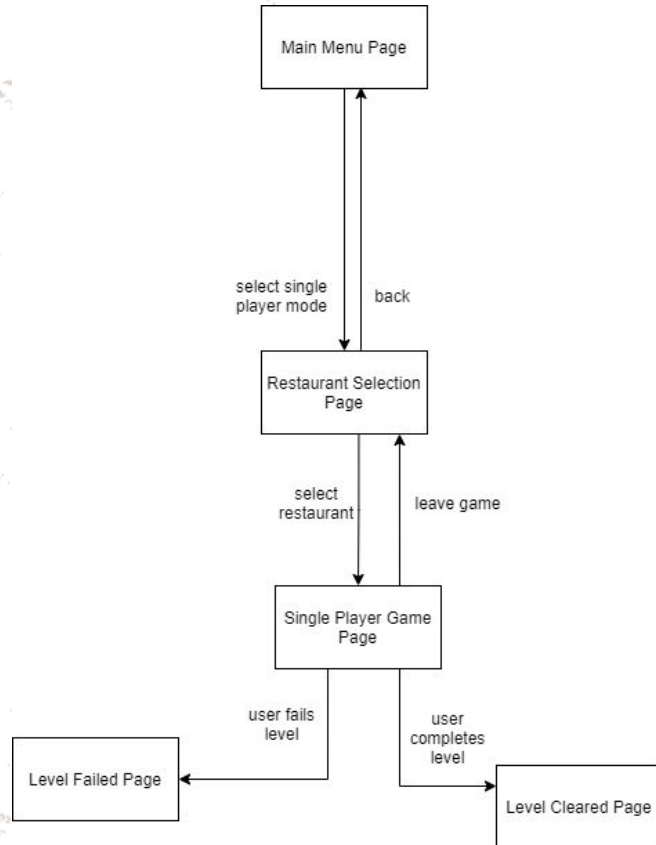 Main Menu Page
select single
player mode
back
Restaurant Selection
Page
select
restaurant
leave game
Single Player Game
Page
user fails
level
user
completes
level
Level Failed Page
Level Cleared Page